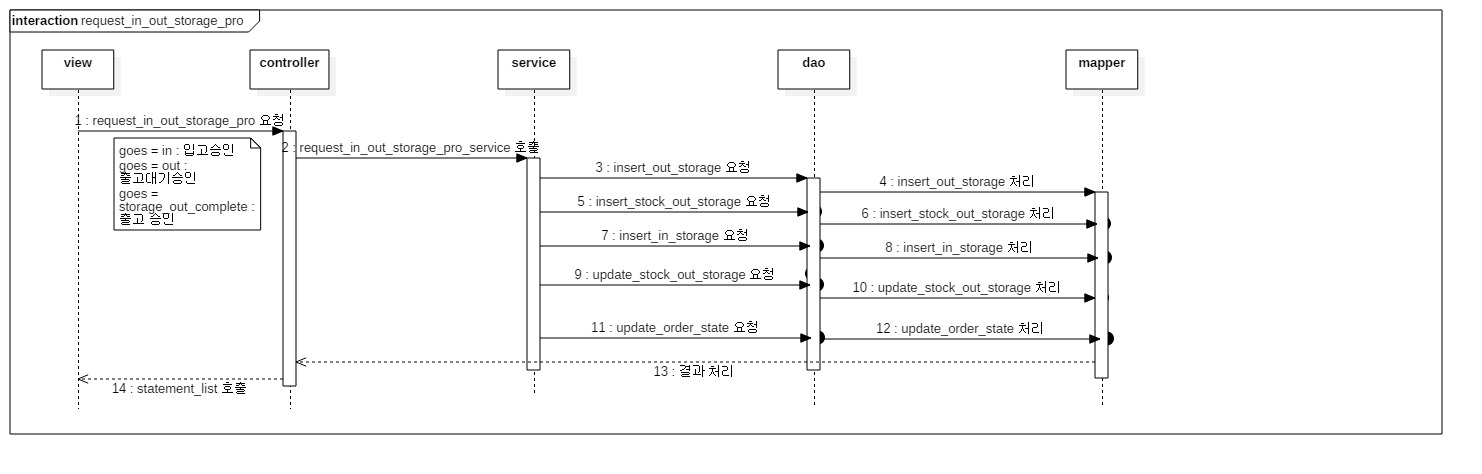 interaction request_in_out_storage_pro
view
controller
service
dao
mapper
1 : request_in_out_storage_pro 요청
goes = in : 입고승인
goes = out :
출고대기승인
goes =
storage_out_complete :
출고 승인
2 : request_in_out_storage_pro_service 호출
3 : insert_out_storage 요청
4 : insert_out_storage 처리
5 : insert_stock_out_storage 요청
6 : insert_stock_out_storage 처리
7 : insert_in_storage 요청
8 : insert_in_storage 처리
9 : update_stock_out_storage 요청
10 : update_stock_out_storage 처리
11 : update_order_state 요청
12 : update_order_state 처리
13 : 결과 처리
14 : statement_list 호출